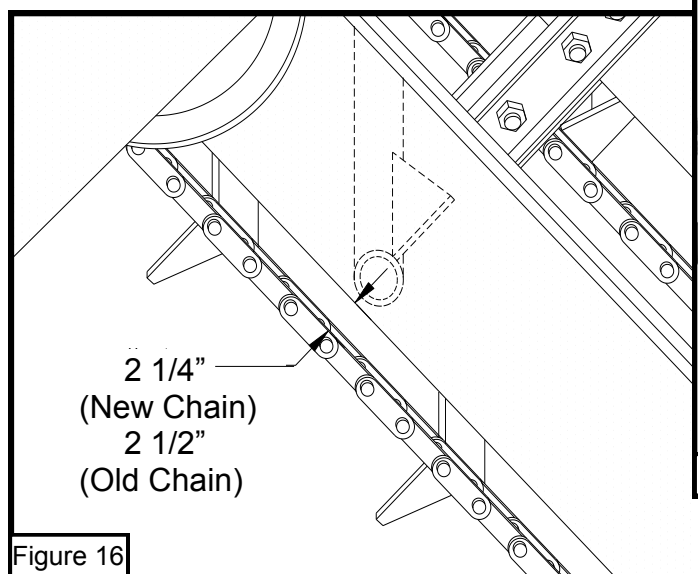 2 1/4”
(New Chain)
2 1/2”
(Old Chain)
Figure 16